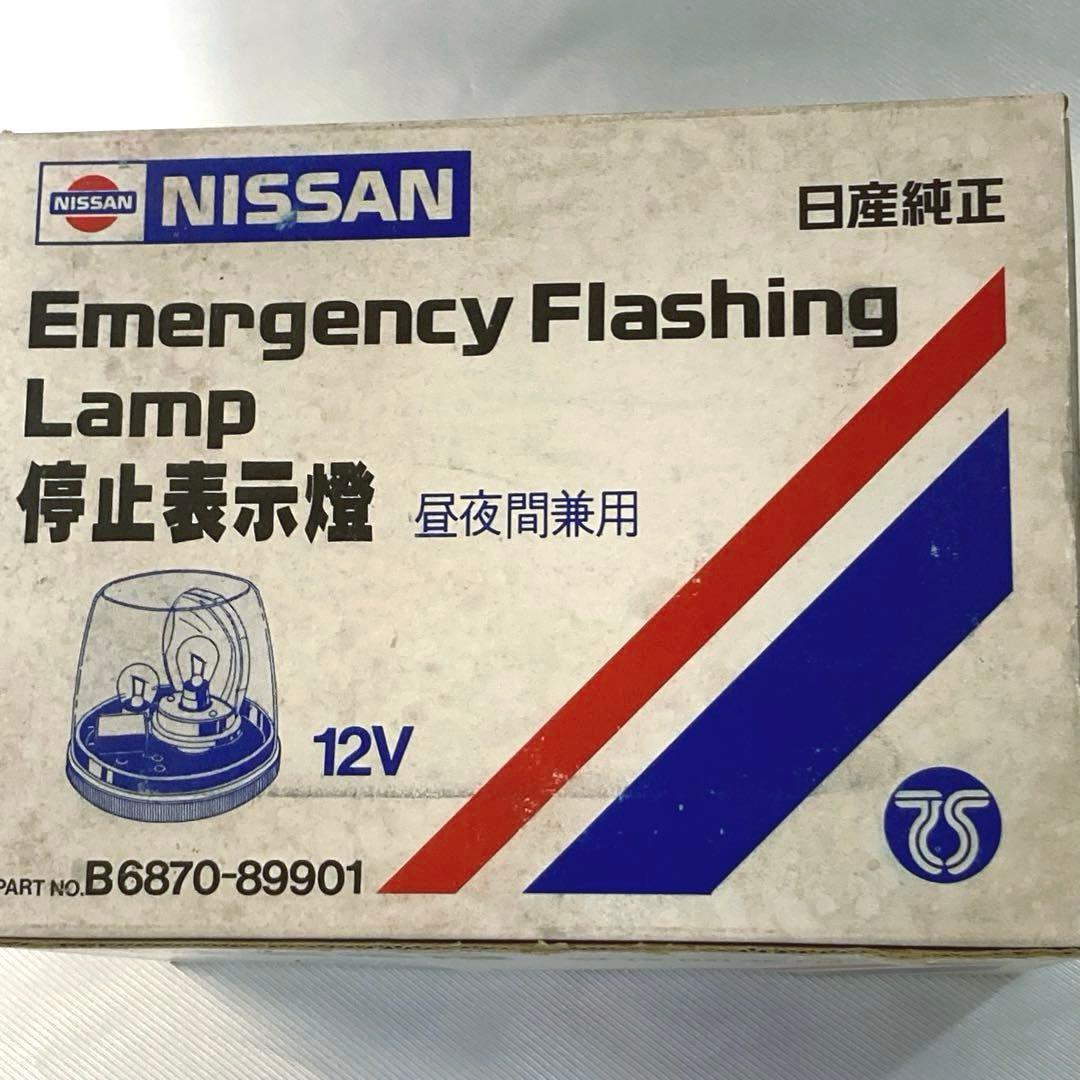 NISSAN NISSAN
日産純正
Emergency Flashing
Lamp
停止表示燈 昼夜間兼用
12V
PART NO. B6870-89901
TS